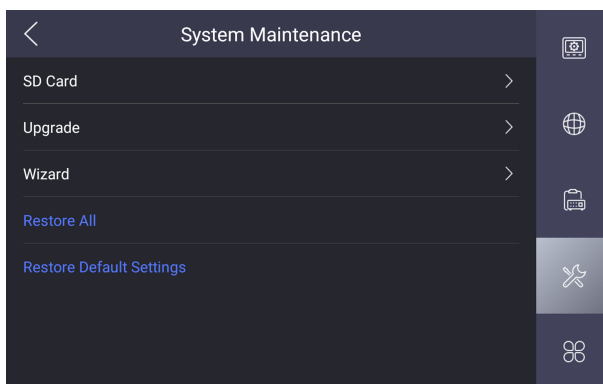 System Maintenance
SD Card
Upgrade
Wizard
Restore All
Restore Default Settings